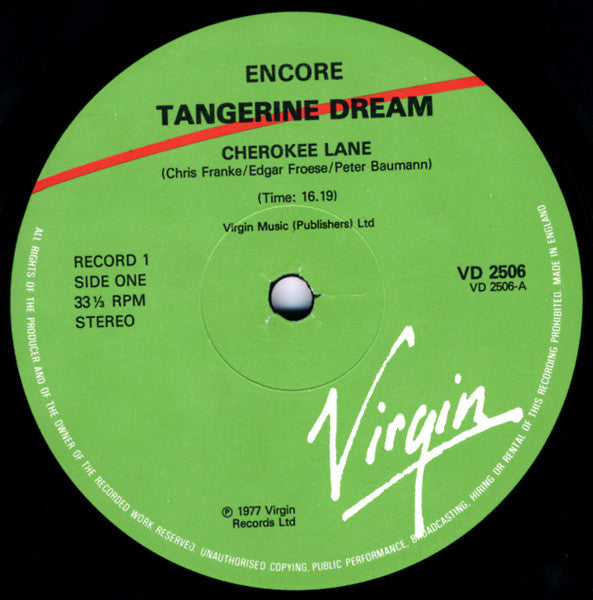 ENCORE
TANGERINE DREAM
CHEROKEE LANE
(Chris Franke/Edgar Froese/Peter Baumann)
(Time: 16.19)
Virgin Music (Publishers) Ltd
RECORD 1
SIDE ONE
33⅓ RPM
STEREO
VD 2506
VD 2506-A
Virgin
℗ 1977 Virgin
Records Ltd
ALL RIGHTS OF THE PRODUCER AND OF THE OWNER OF THE RECORDED WORK RESERVED. UNAUTHORISED COPYING, PUBLIC PERFORMANCE, BROADCASTING, HIRING OR RENTAL OF THIS RECORDING PROHIBITED. MADE IN ENGLAND